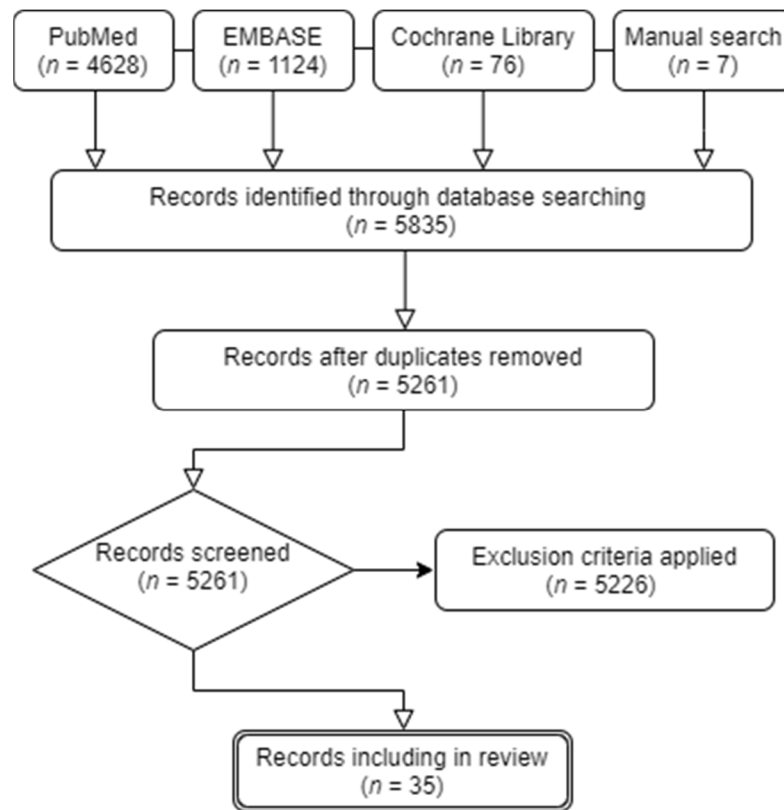 PubMed
(n = 4628)
EMBASE
(n = 1124)
Cochrane Library
(n = 76)
Manual search
(n = 7)
Records identified through database searching
(n = 5835)
Records after duplicates removed
(n = 5261)
Records screened
(n = 5261)
Exclusion criteria applied
(n = 5226)
Records including in review
(n = 35)